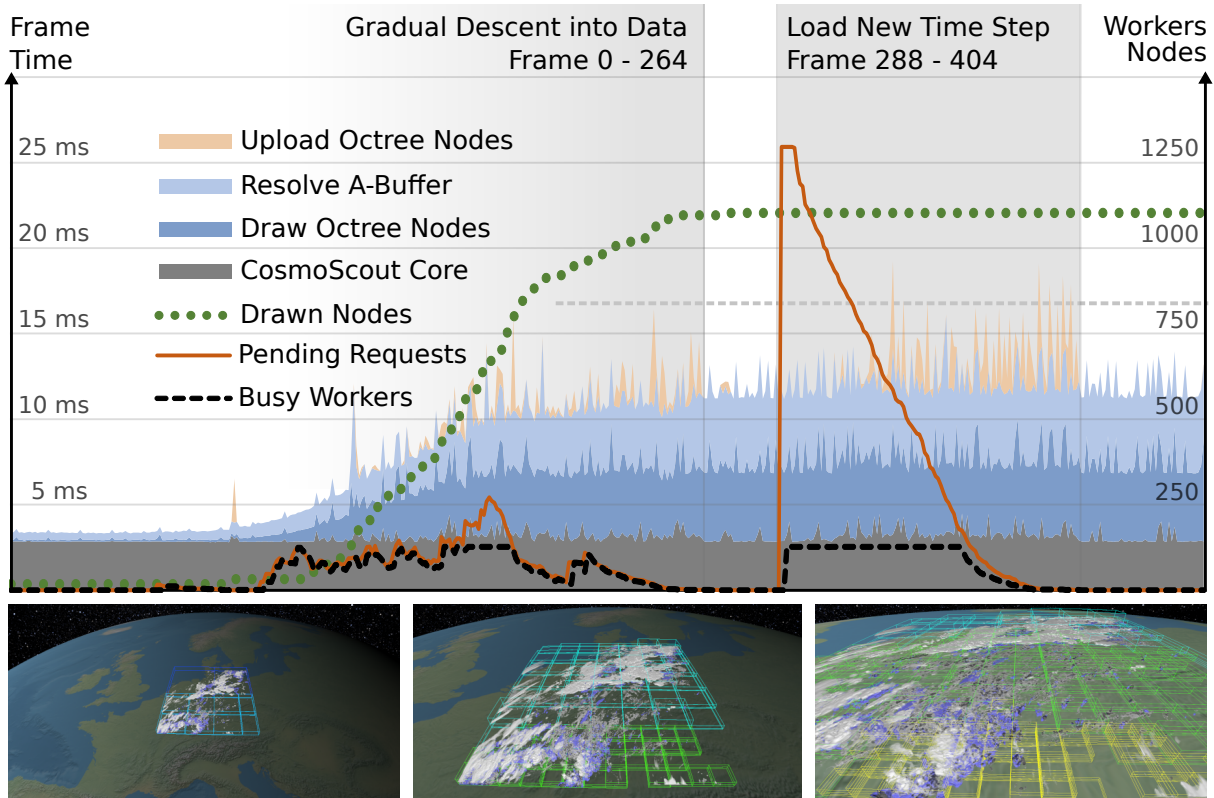 Frame
Time
Gradual Descent into Data
Frame 0 - 264
Load New Time Step
Frame 288 - 404
Workers
Nodes
25 ms
20 ms
15 ms
10 ms
5 ms
Upload Octree Nodes
Resolve A-Buffer
Draw Octree Nodes
CosmoScout Core
Drawn Nodes
Pending Requests
Busy Workers
1250
1000
750
500
250